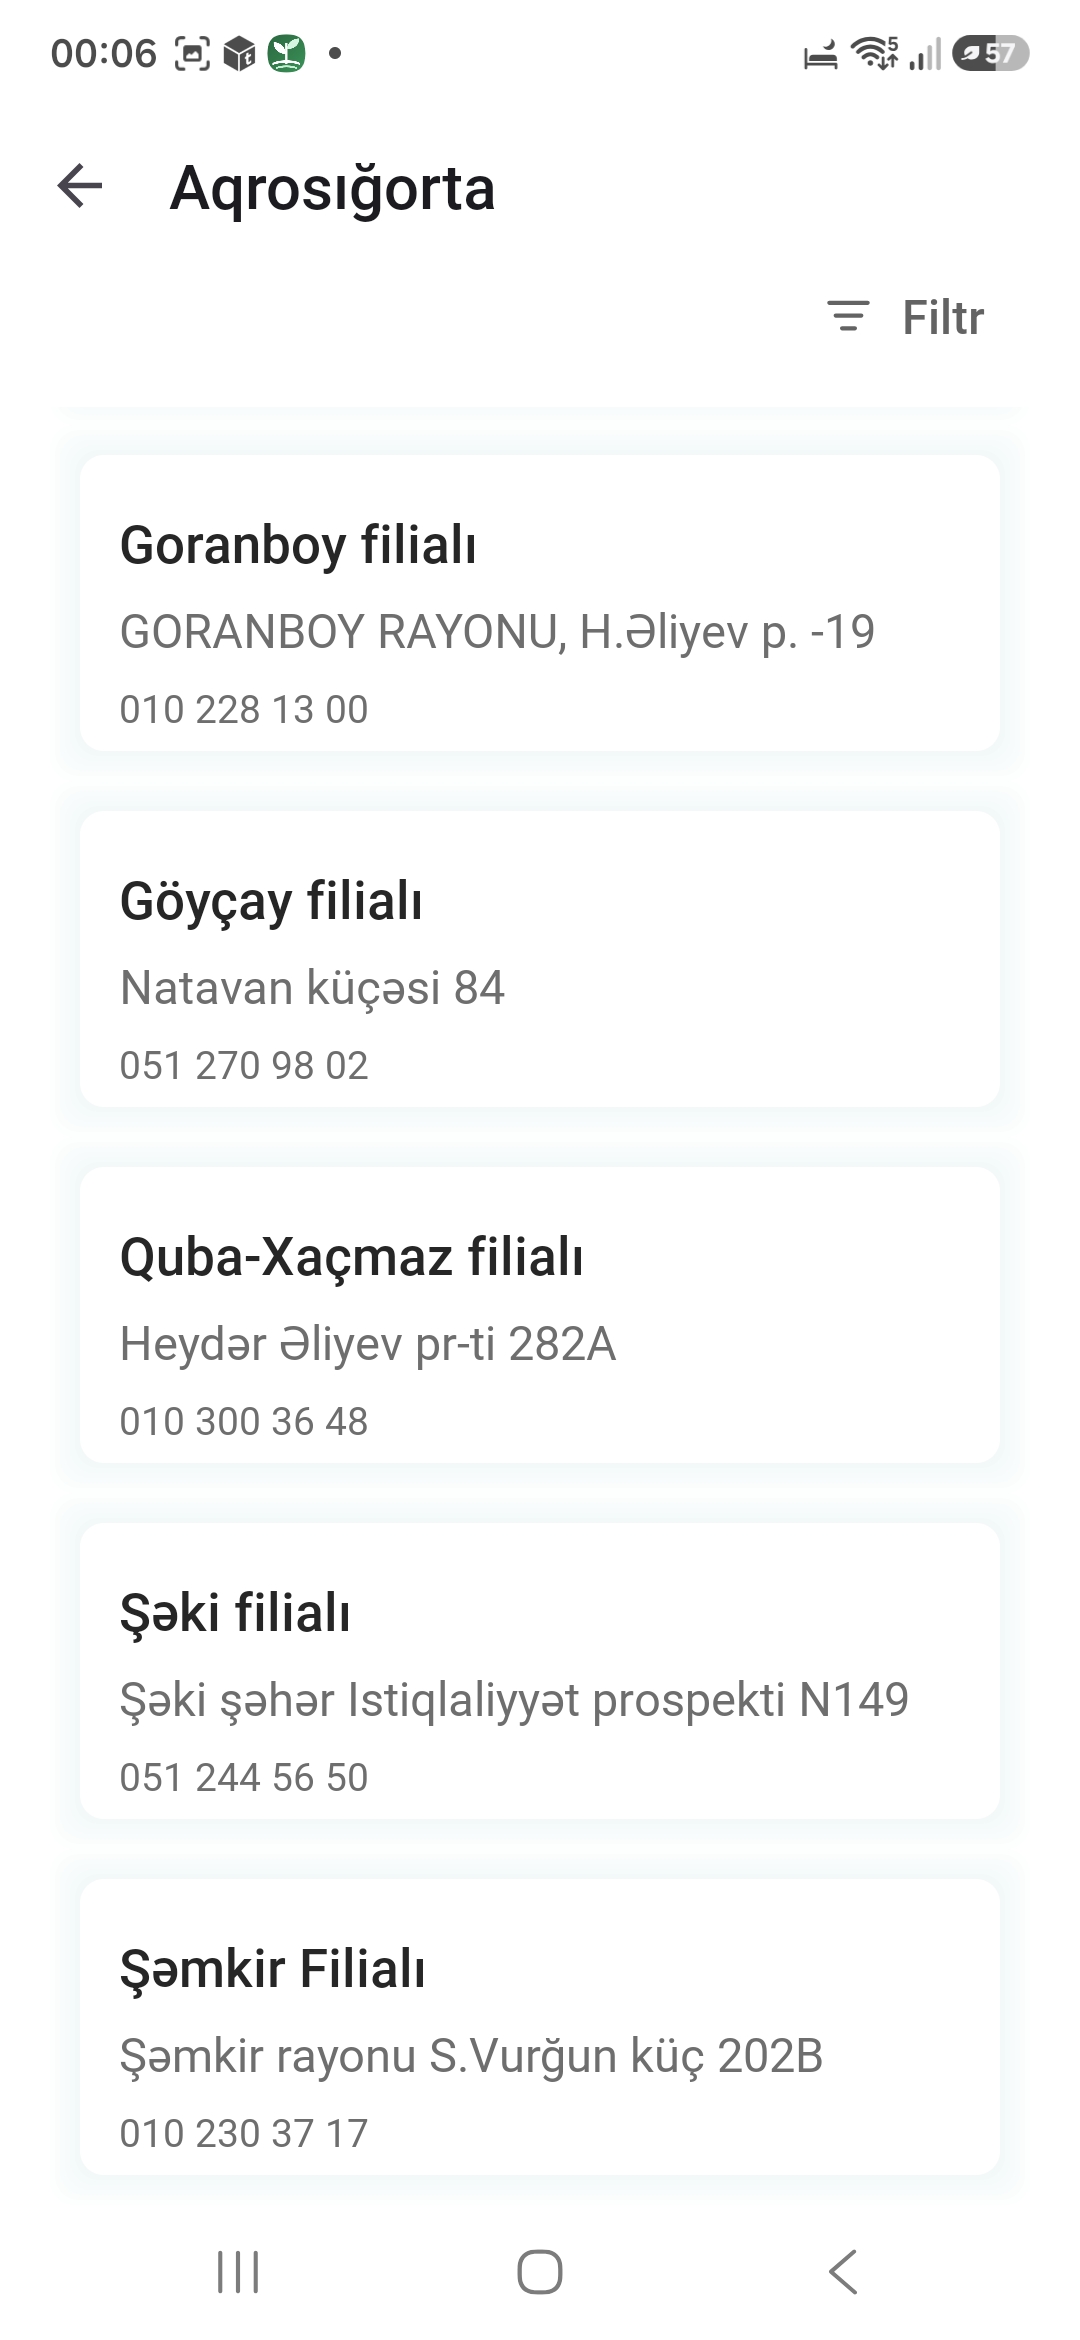 00:06
5
57
Aqrosığorta
Filtr
Goranboy filialı
GORANBOY RAYONU, H.Əliyev p. -19
010 228 13 00
Göyçay filialı
Natavan küçəsi 84
051 270 98 02
Quba-Xaçmaz filialı
Heydər Əliyev pr-ti 282A
010 300 36 48
Şəki filialı
Şəki şəhər Istiqlaliyyət prospekti N149
051 244 56 50
Şəmkir Filialı
Şəmkir rayonu S.Vurğun küç 202B
010 230 37 17